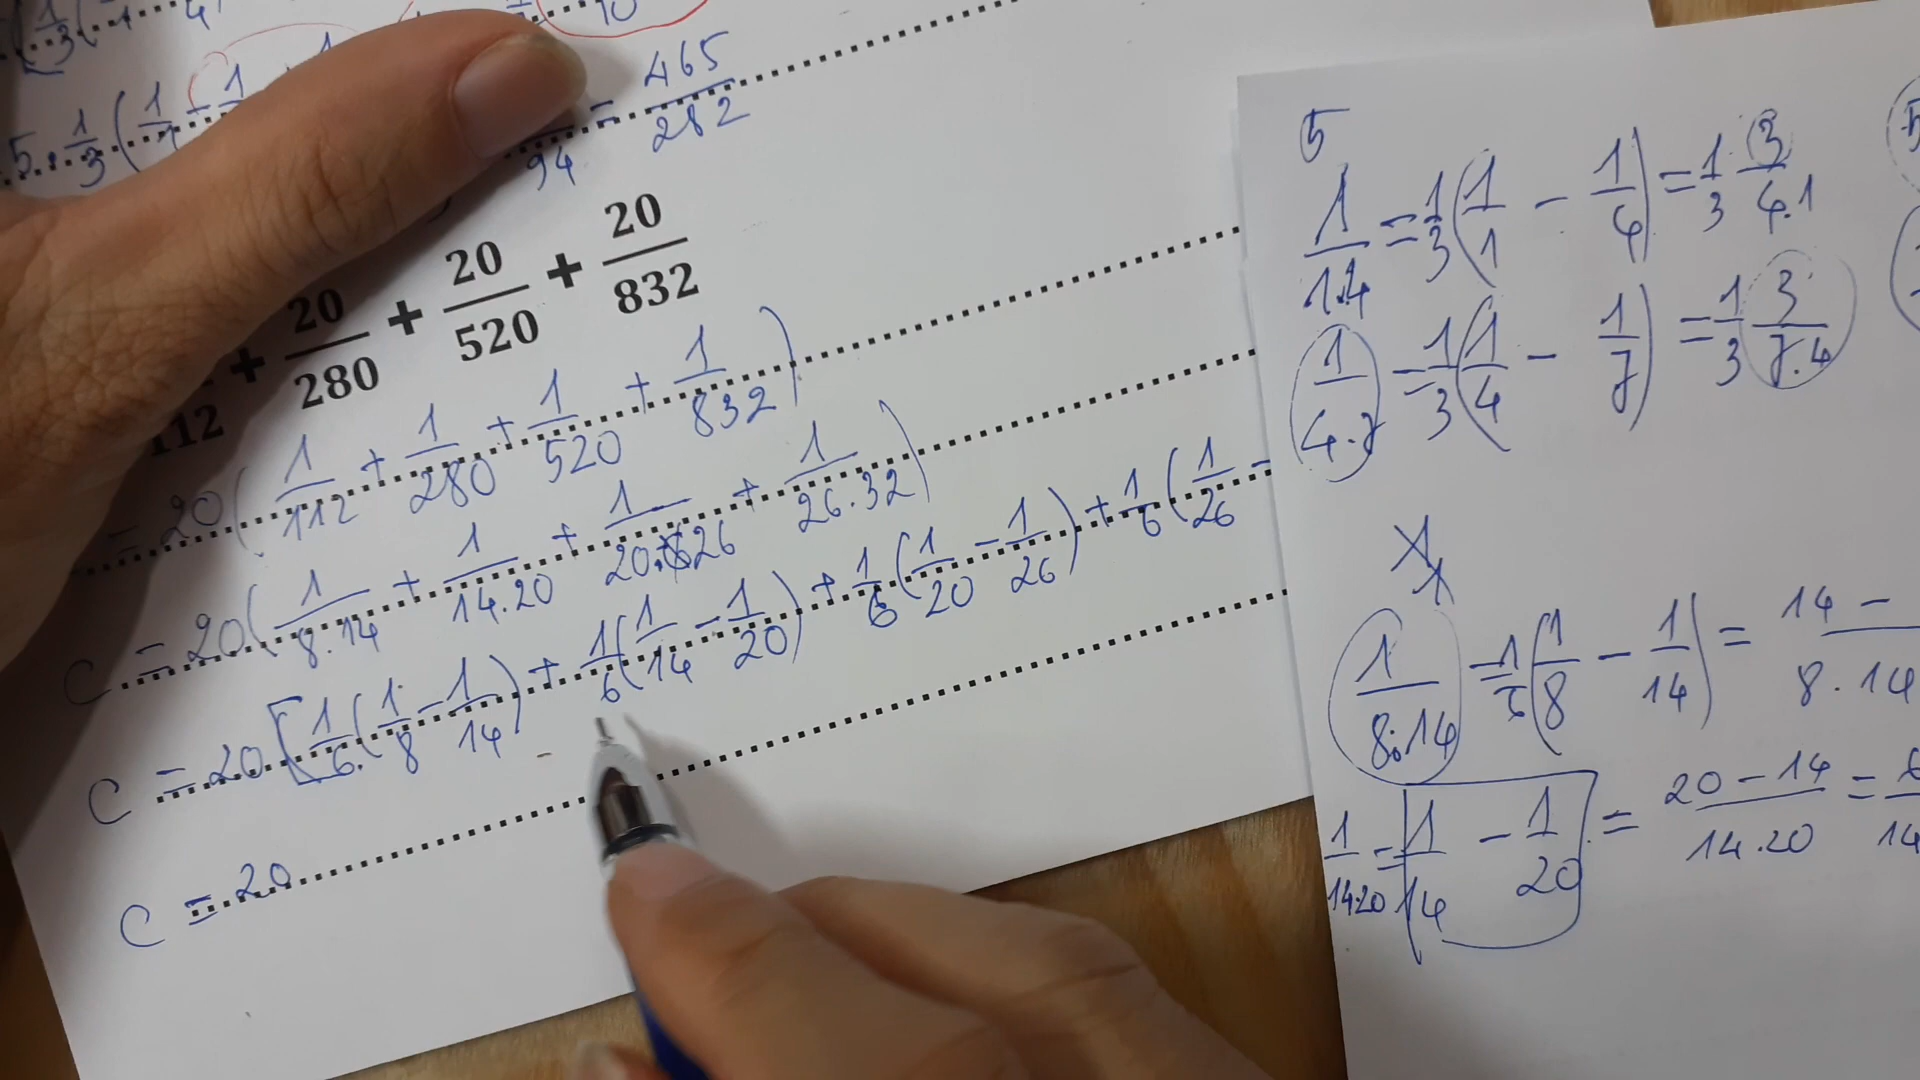 5 . 1/3 (1/1 - 1/
94 = 465/282
112 + 20/280 + 20/520 + 20/832
= 20 ( 1/112 + 1/280 + 1/520 + 1/832 )
C = 20 ( 1/8.14 + 1/14.20 + 1/20.26 + 1/26.32 )
C = 20 [ 1/6 . ( 1/8 - 1/14 ) + 1/6 ( 1/14 - 1/20 ) + 1/6 ( 1/20 - 1/26 ) + 1/6 ( 1/26 -
C = 20
5
1/1.4 = 1/3 ( 1/1 - 1/4 ) = 1/3 3/4.1
1/4.7 = 1/3 ( 1/4 - 1/7 ) = 1/3 3/7.4
1/8.14 = 1/6 ( 1/8 - 1/14 ) = 14 - / 8.14
1/14.20 = 1/14 - 1/20 = 20 - 14/14.20 = 6/14